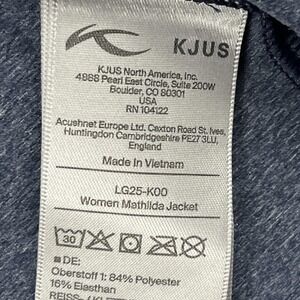 KJUS
KJUS North America, Inc.
4888 Pearl East Circle, Suite 200W
Boulder, CO 80301
USA
RN 104122
Acushnet Europe Ltd. Caxton Road St. Ives,
Huntingdon Cambridgeshire PE27 3LU,
England
Made In Vietnam
LG25-K00
Women Mathilda Jacket
30
DE:
Oberstoff 1: 84% Polyester
16% Elasthan